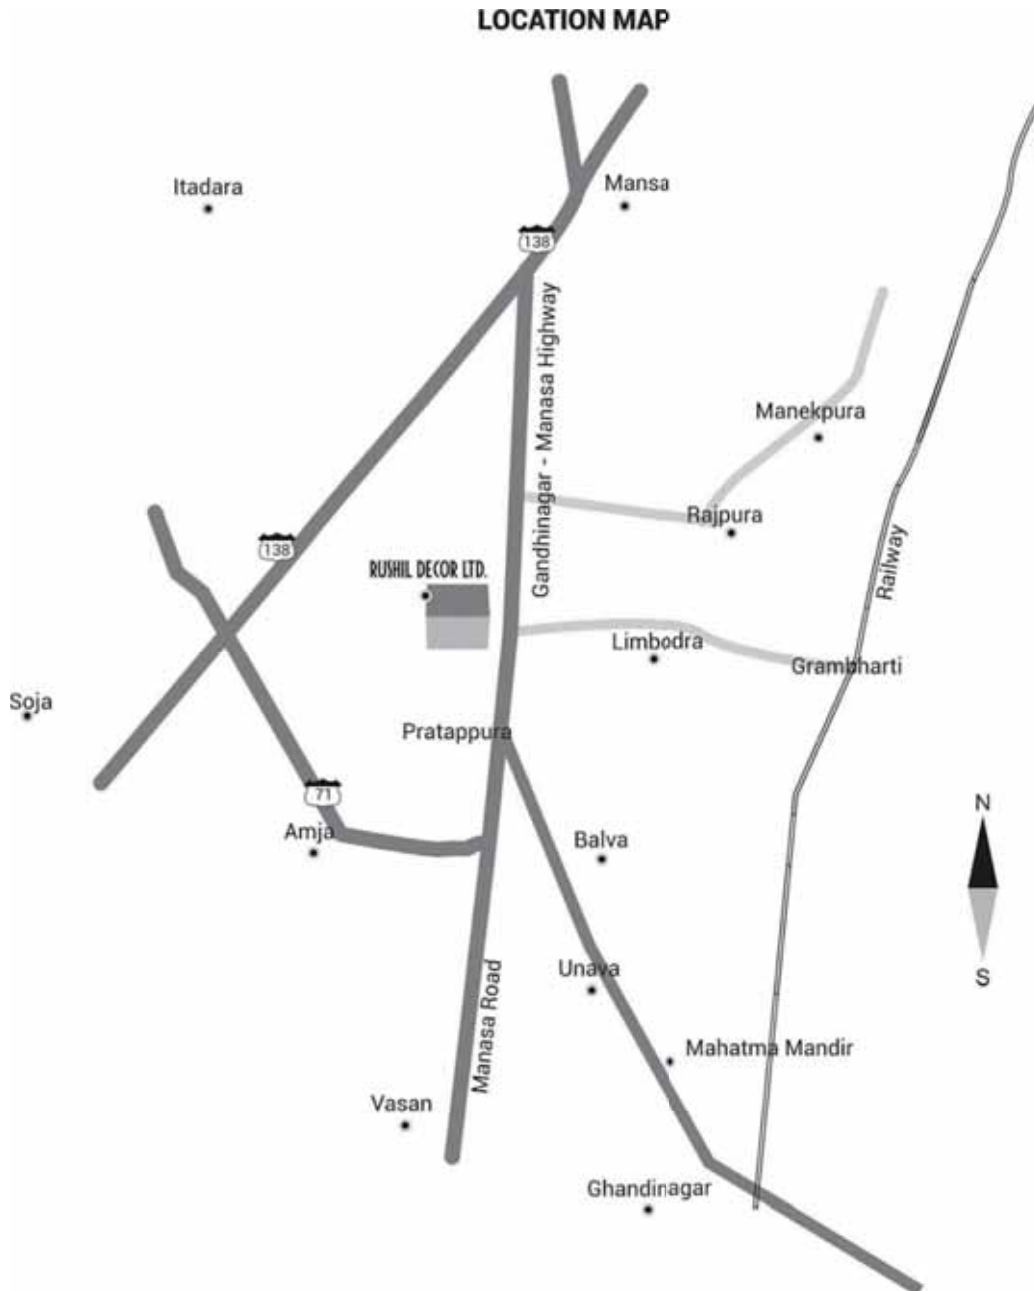 LOCATION MAP
Itadara
Mansa
138
Gandhinagar - Manasa Highway
Manekpura
Rajpura
138
RUSHIL DECOR LTD.
Railway
Limbodra
Grambharti
Soja
Pratappura
71
Amja
Balva
N
S
Unava
Manasa Road
Mahatma Mandir
Vasan
Ghandinagar